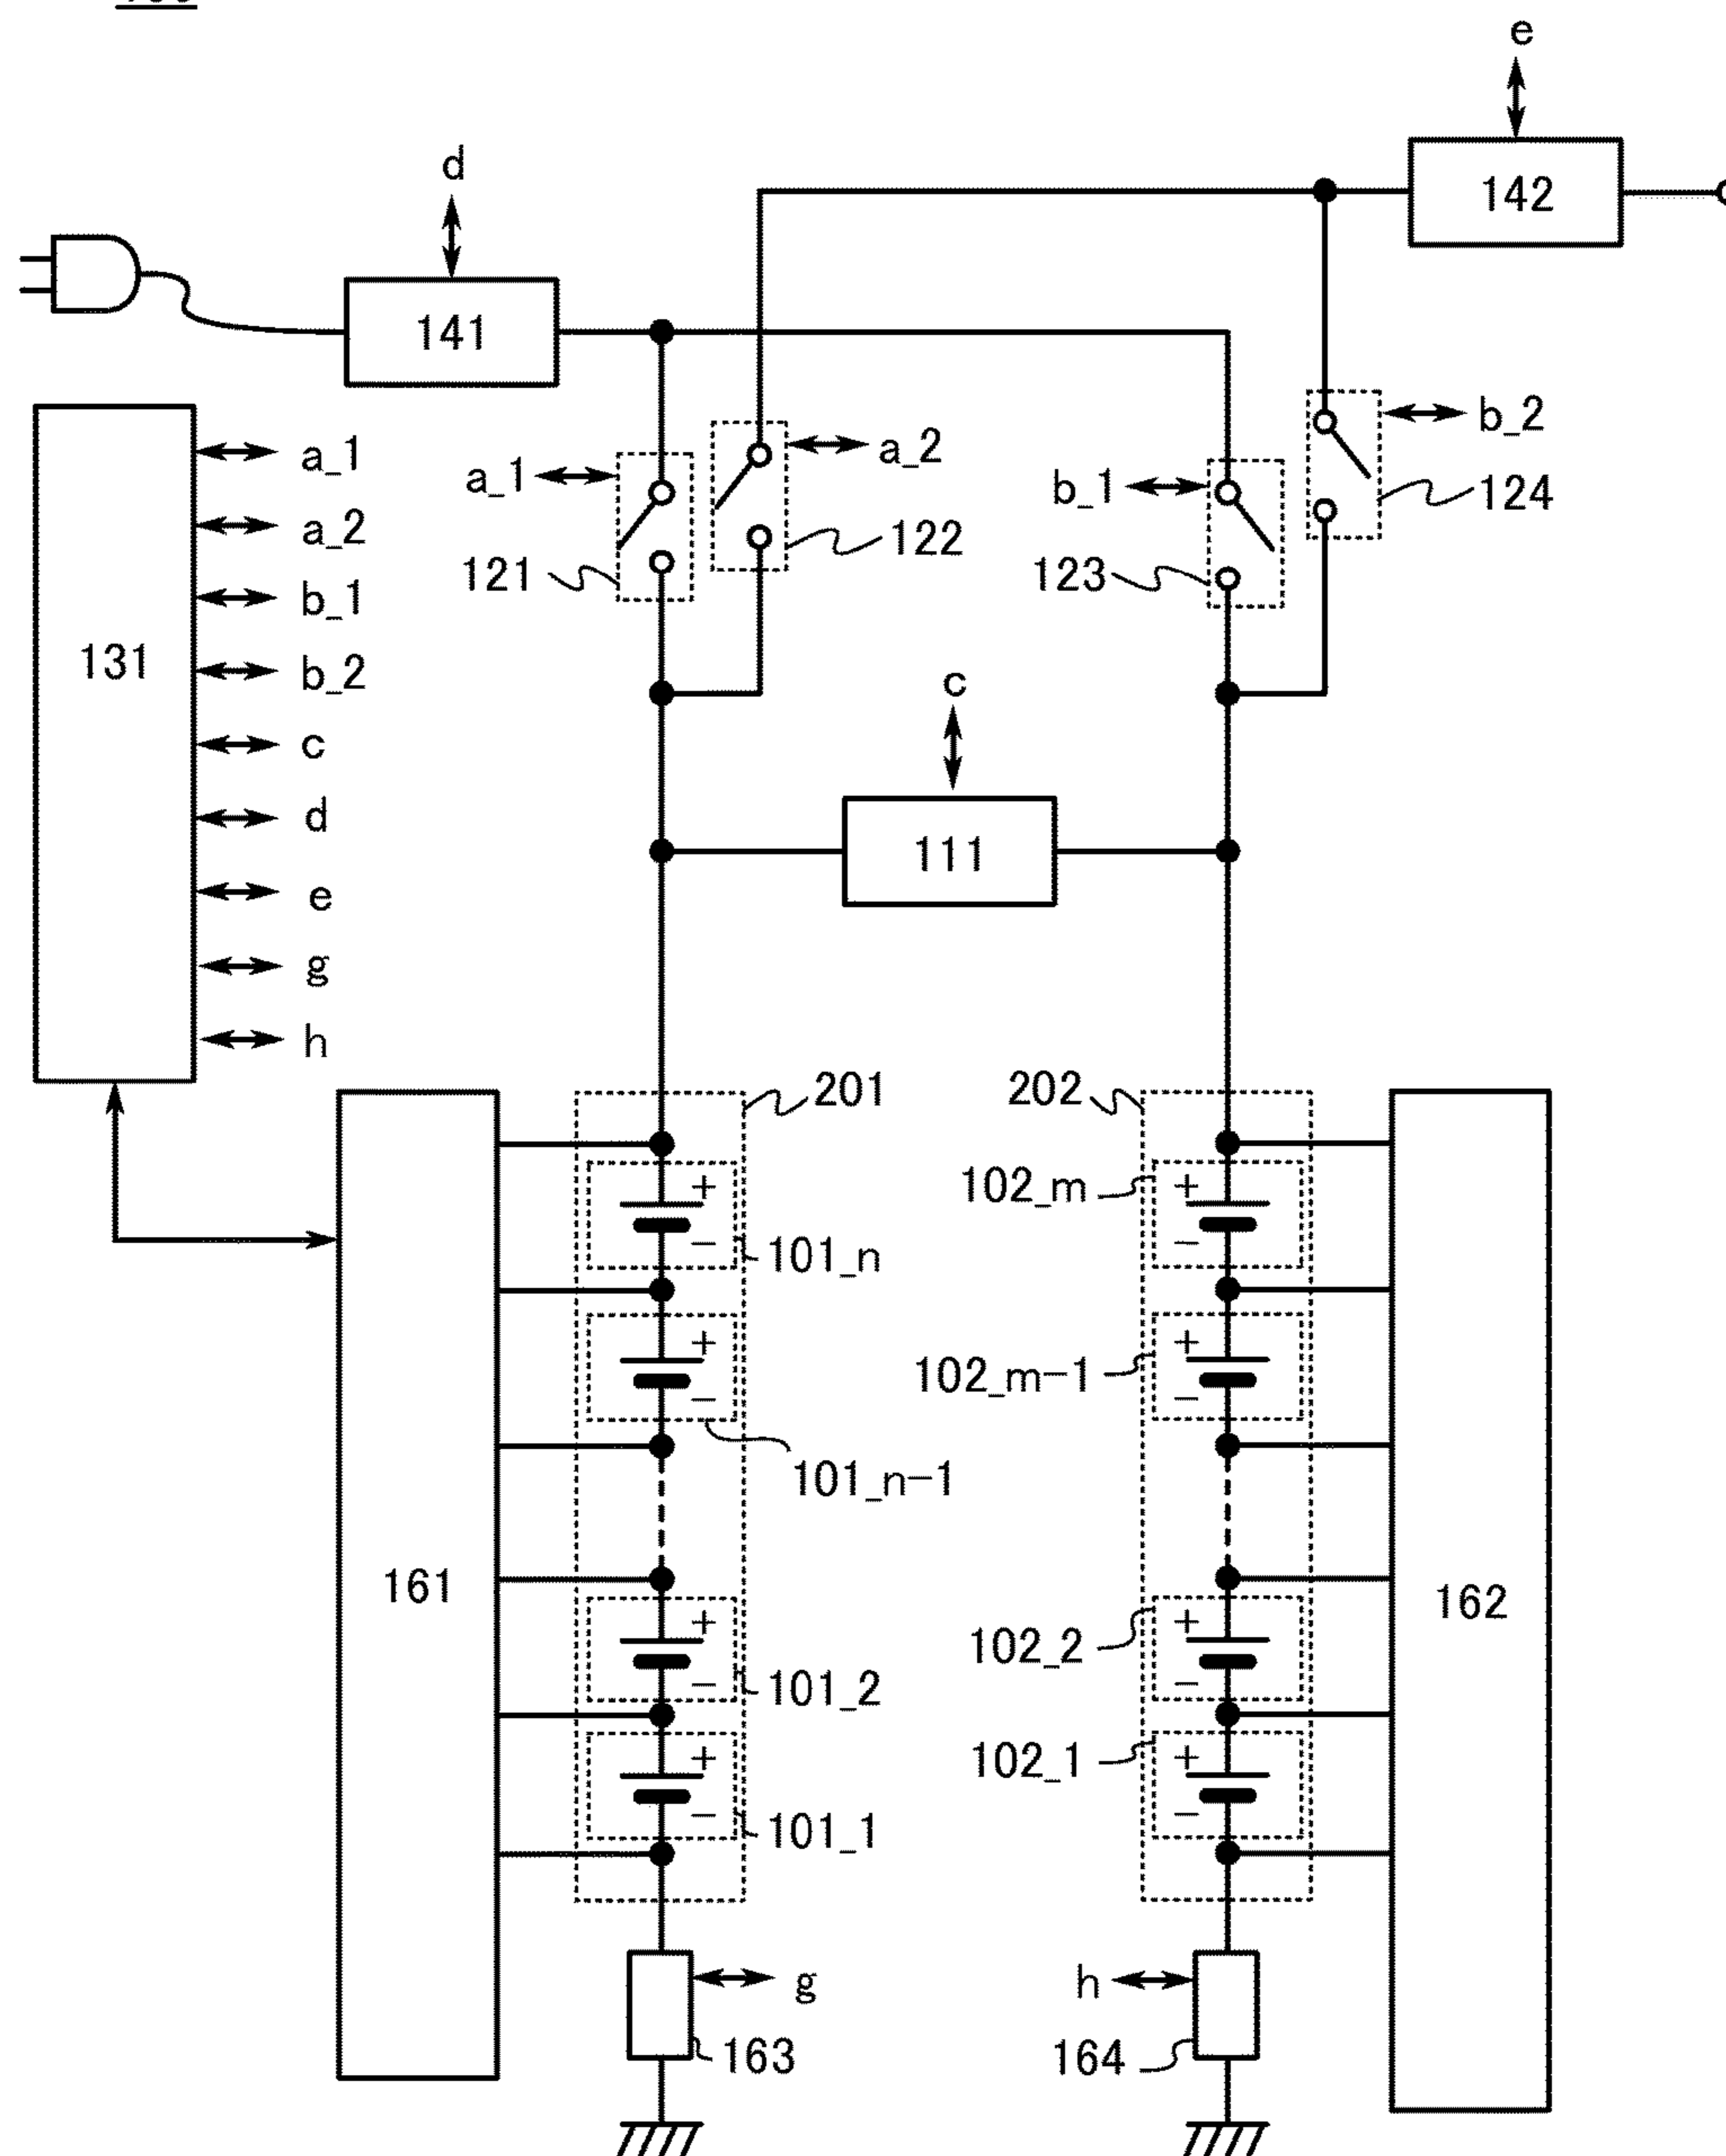 e
142
d
141
a_1
a_2
b_1
b_2
c
d
e
g
h
131
a_1
a_2
b_1
b_2
121
122
123
124
c
111
201
202
+
−
101_n
+
−
102_m
+
−
101_n−1
+
−
102_m−1
161
162
+
−
101_2
+
−
102_2
+
−
101_1
+
−
102_1
g
163
h
164